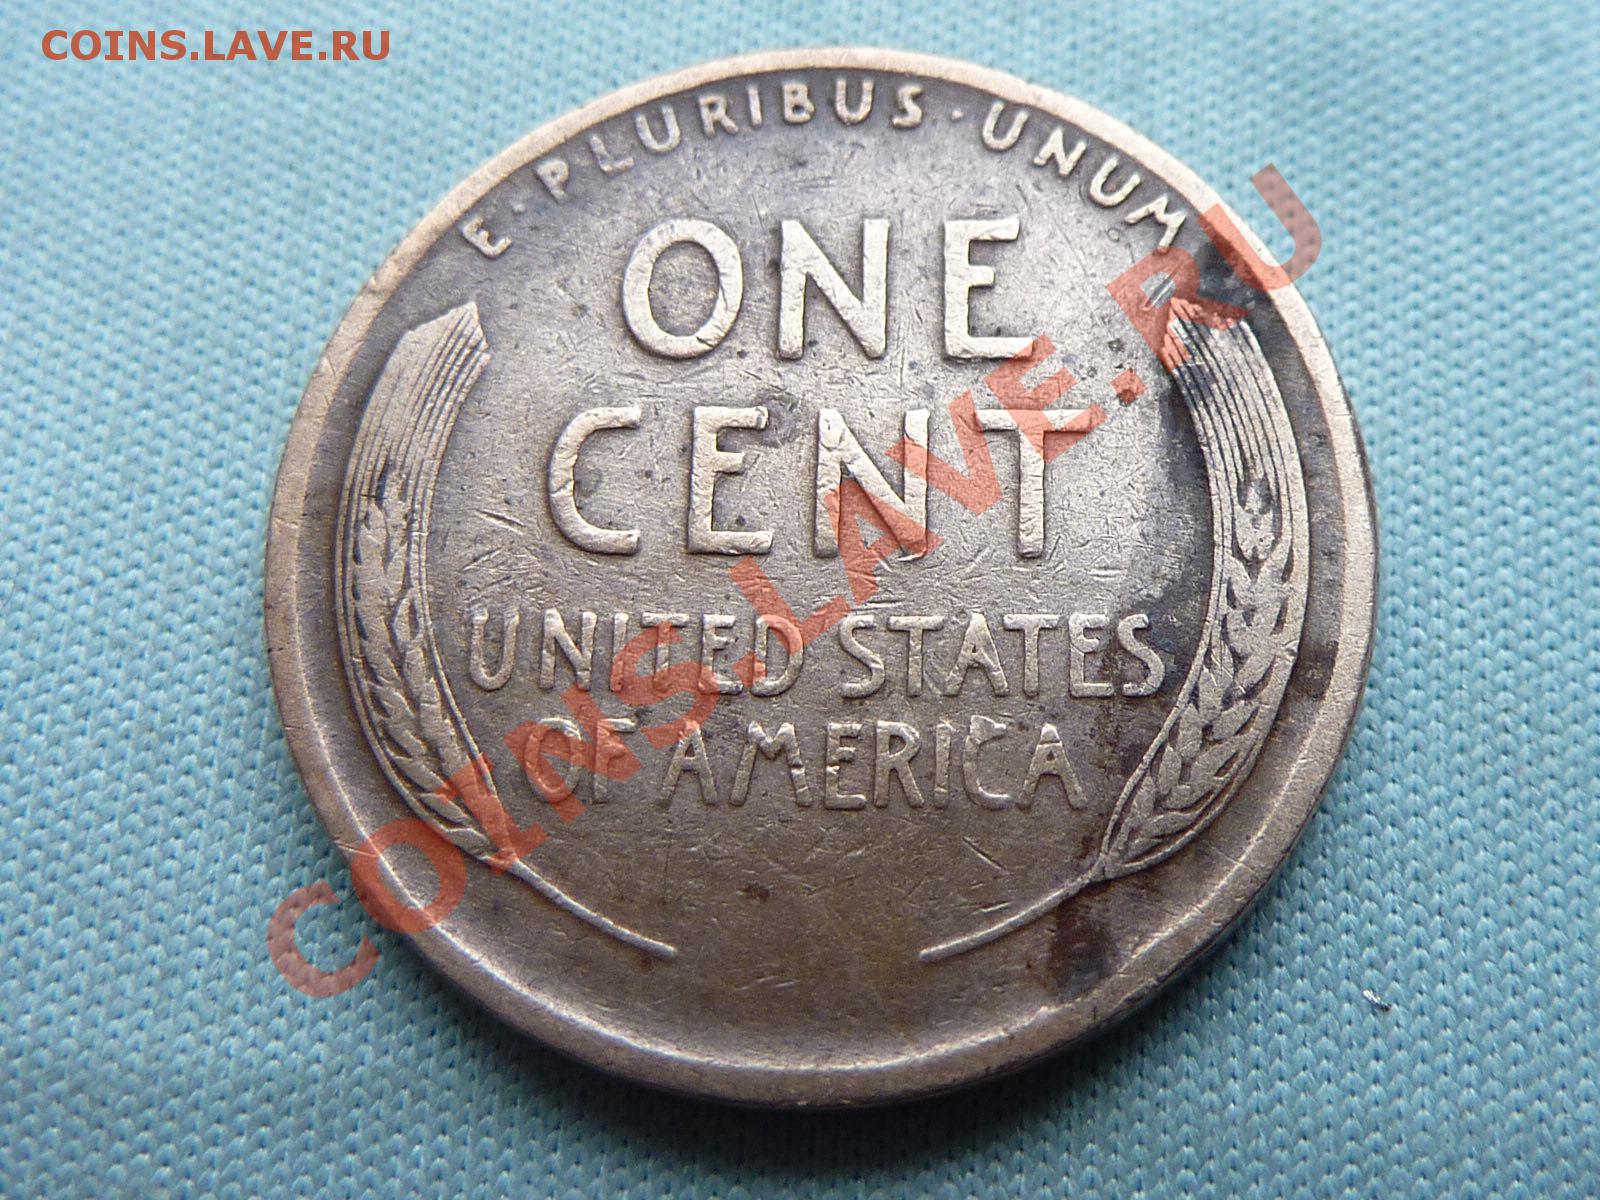 COINS.LAVE.RU
E · PLURIBUS · UNUM
ONE
CENT
UNITED STATES
OF AMERICA
COINS.LAVE.RU